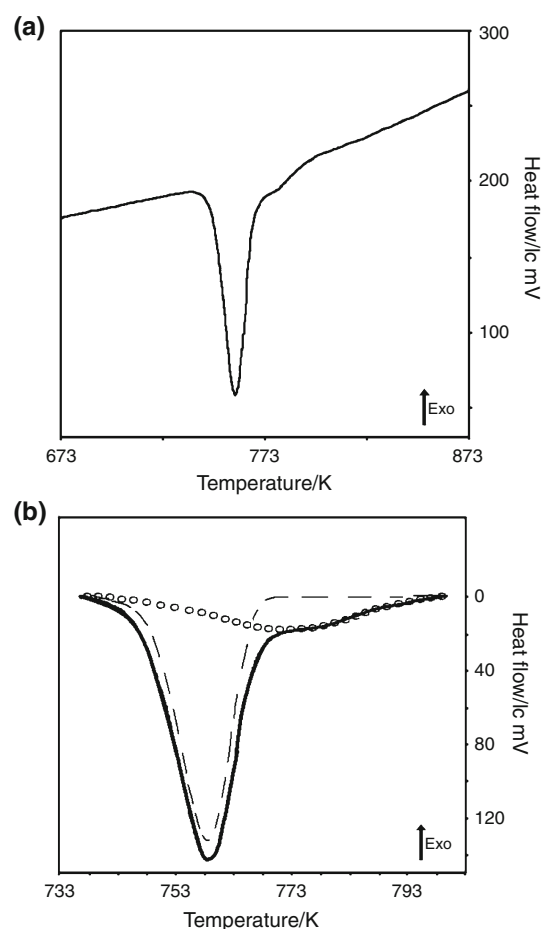 (a)
300
200
100
Heat flow/lc mV
Exo
673
773
873
Temperature/K
(b)
0
40
80
120
Heat flow/lc mV
Exo
733
753
773
793
Temperature/K